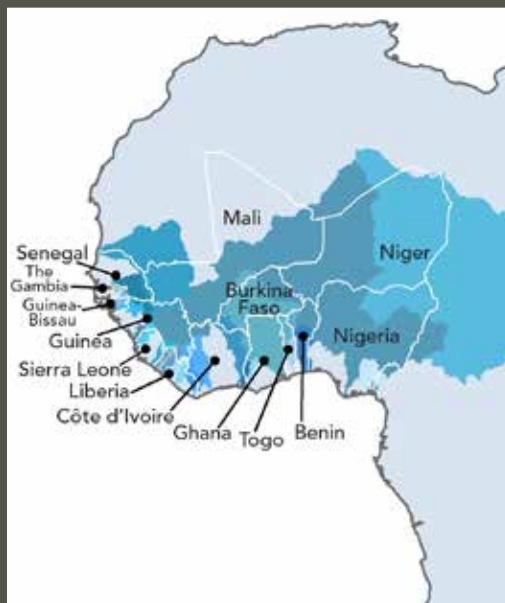 Mali
Niger
Senegal
The
Gambia
Guinea-
Bissau
Burkina
Faso
Nigeria
Guinea
Sierra Leone
Liberia
Côte d'Ivoire
Ghana
Togo
Benin